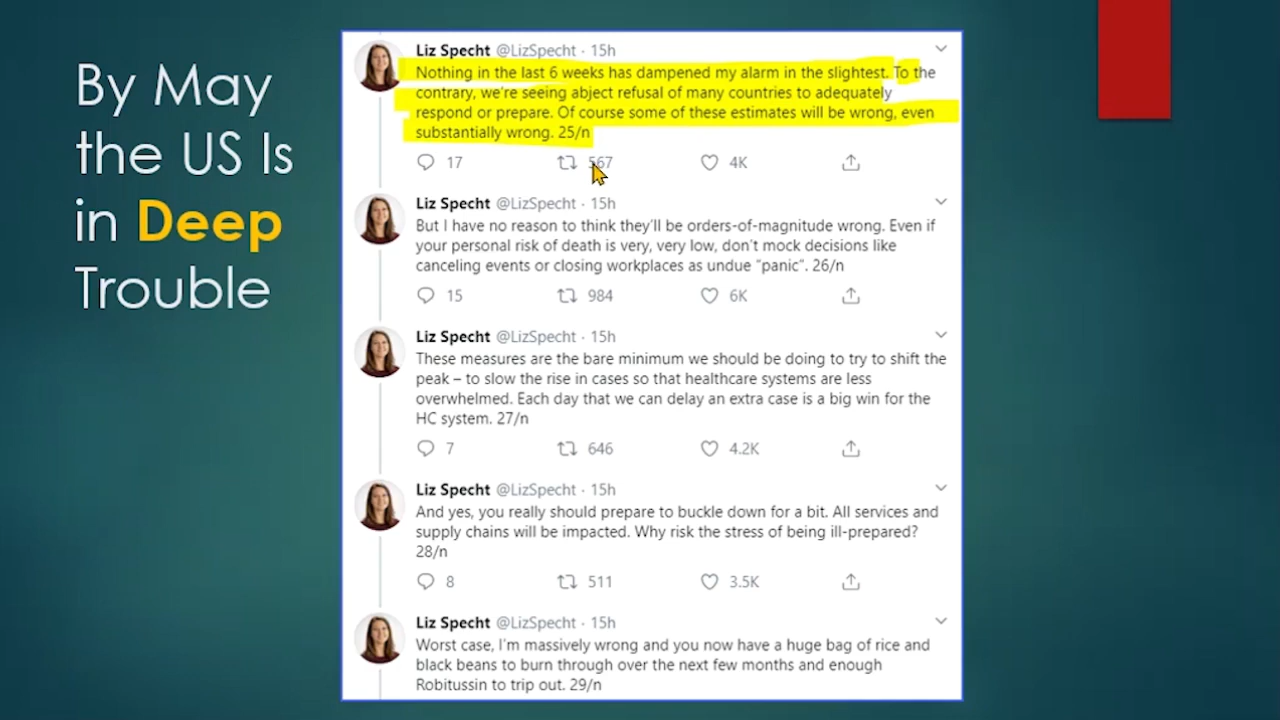 By May
the US Is
in Deep
Trouble
Liz Specht @LizSpecht · 15h
Nothing in the last 6 weeks has dampened my alarm in the slightest. To the
contrary, we're seeing abject refusal of many countries to adequately
respond or prepare. Of course some of these estimates will be wrong, even
substantially wrong. 25/n
17 567 4K
Liz Specht @LizSpecht · 15h
But I have no reason to think they'll be orders-of-magnitude wrong. Even if
your personal risk of death is very, very low, don't mock decisions like
canceling events or closing workplaces as undue "panic". 26/n
15 984 6K
Liz Specht @LizSpecht · 15h
These measures are the bare minimum we should be doing to try to shift the
peak – to slow the rise in cases so that healthcare systems are less
overwhelmed. Each day that we can delay an extra case is a big win for the
HC system. 27/n
7 646 4.2K
Liz Specht @LizSpecht · 15h
And yes, you really should prepare to buckle down for a bit. All services and
supply chains will be impacted. Why risk the stress of being ill-prepared?
28/n
8 511 3.5K
Liz Specht @LizSpecht · 15h
Worst case, I'm massively wrong and you now have a huge bag of rice and
black beans to burn through over the next few months and enough
Robitussin to trip out. 29/n